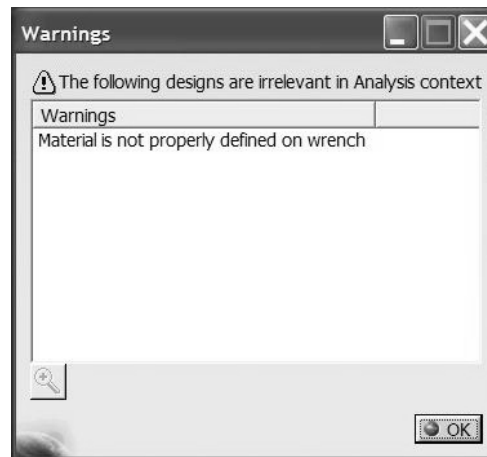 Warnings
The following designs are irrelevant in Analysis context
Warnings
Material is not properly defined on wrench
OK